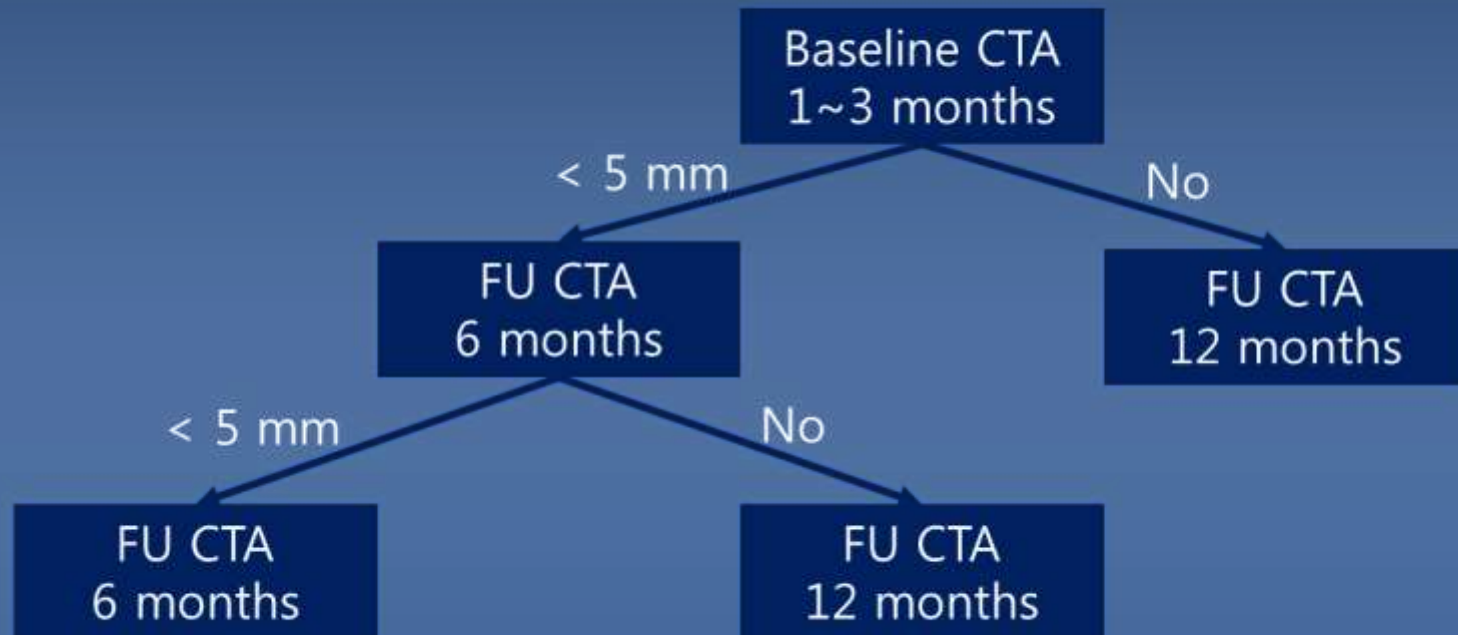 Baseline CTA
1~3 months
< 5 mm
No
FU CTA
6 months
FU CTA
12 months
< 5 mm
No
FU CTA
6 months
FU CTA
12 months